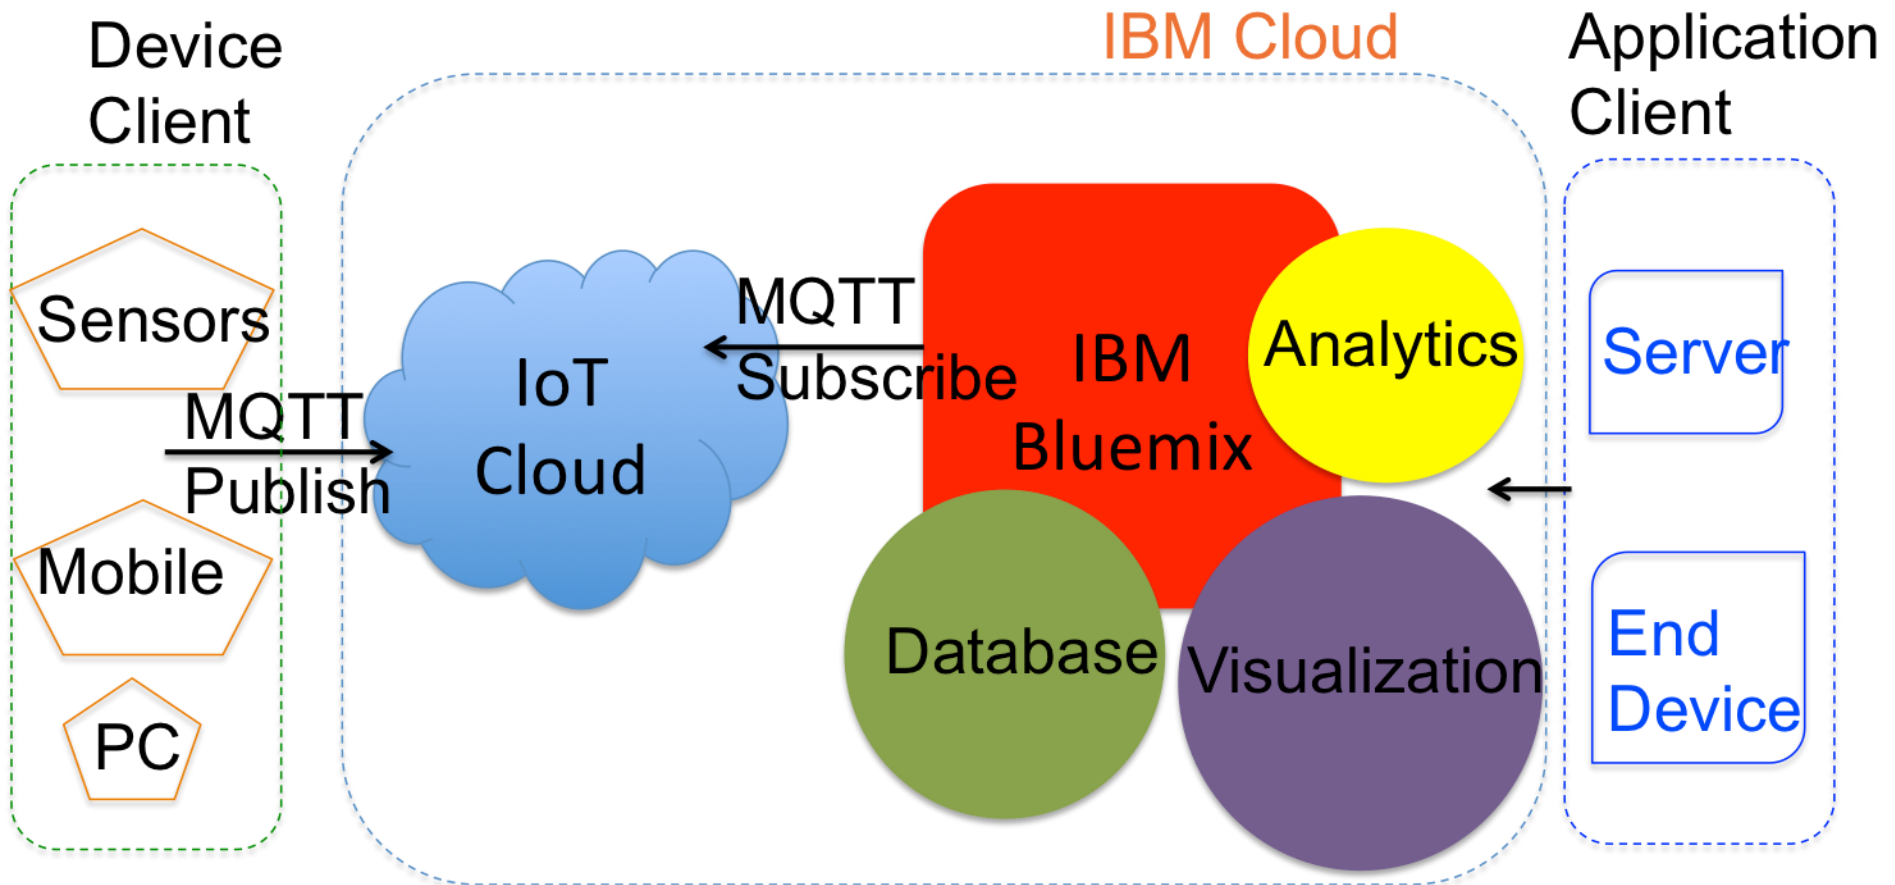 Device
Client
Sensors
MQTT
Publish
Mobile
PC
IBM Cloud
IoT
Cloud
MQTT
Subscribe
IBM
Bluemix
Analytics
Database
Visualization
Application
Client
Server
End
Device